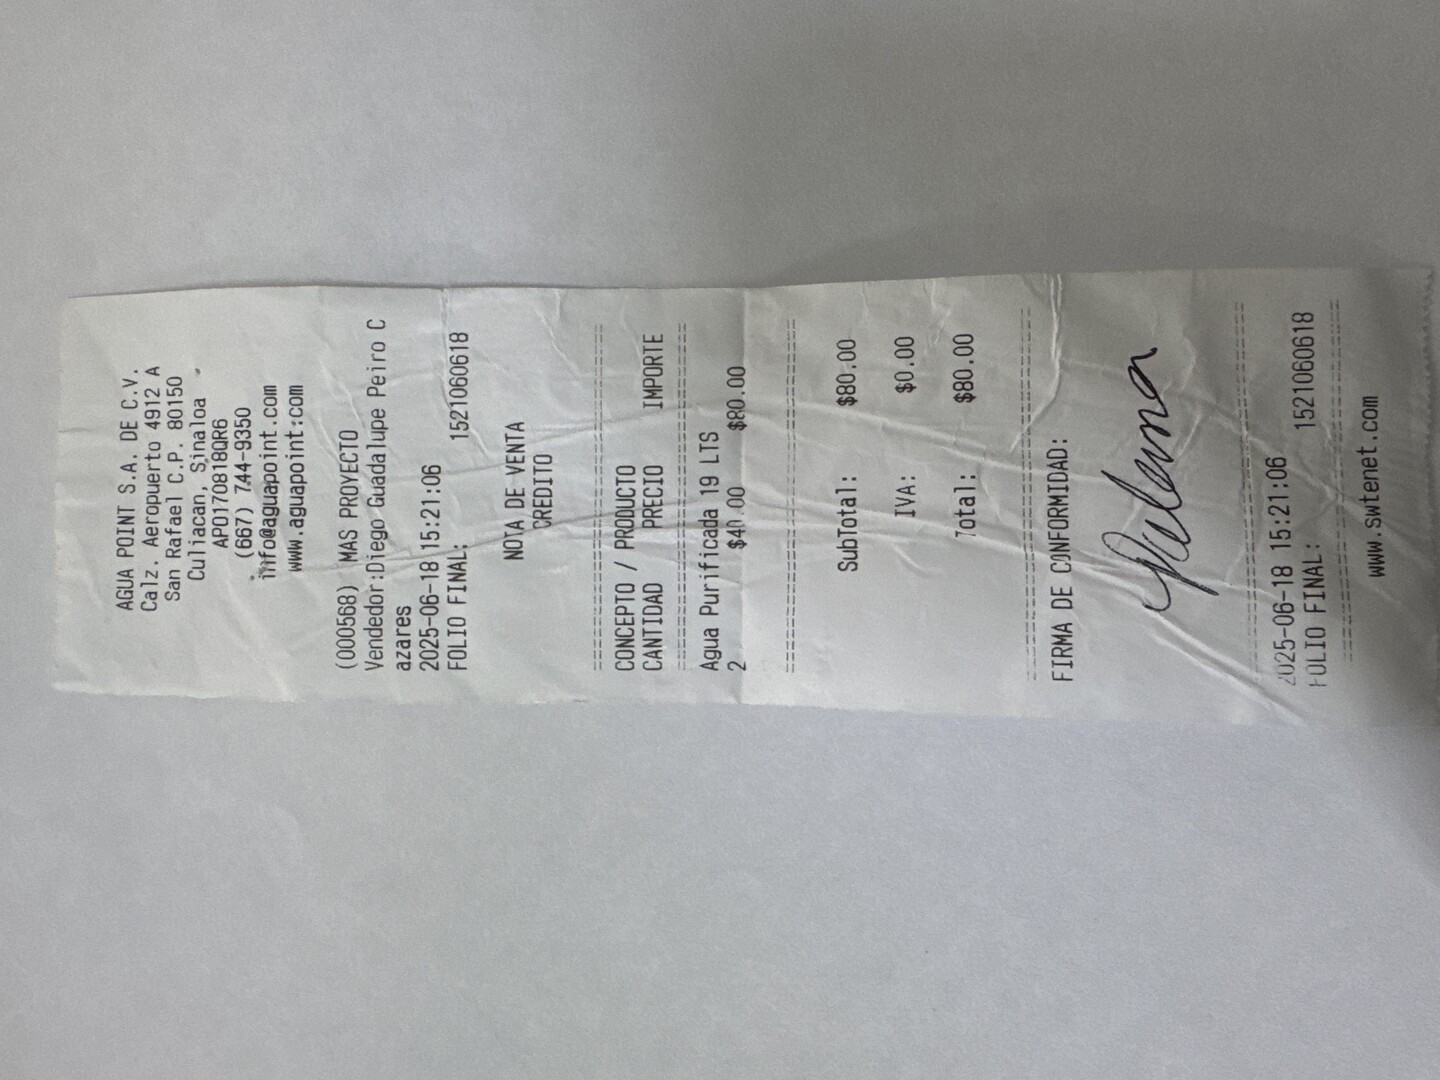 AGUA POINT S.A. DE C.V.
Calz. Aeropuerto 4912 A
San Rafael C.P. 80150
Culiacan, Sinaloa
APO170818QR6
(667) 744-9350
info@aguapoint.com
www.aguapoint.com
(000568) MAS PROYECTO
Vendedor:Diego Guadalupe Peiro C
azares
2025-06-18 15:21:06
FOLIO FINAL: 1521060618
NOTA DE VENTA
CREDITO
CONCEPTO / PRODUCTO
CANTIDAD PRECIO IMPORTE
Agua Purificada 19 LTS
2 $40.00 $80.00
SubTotal: $80.00
IVA: $0.00
Total: $80.00
FIRMA DE CONFORMIDAD:
2025-06-18 15:21:06
FOLIO FINAL: 1521060618
www.swtenet.com